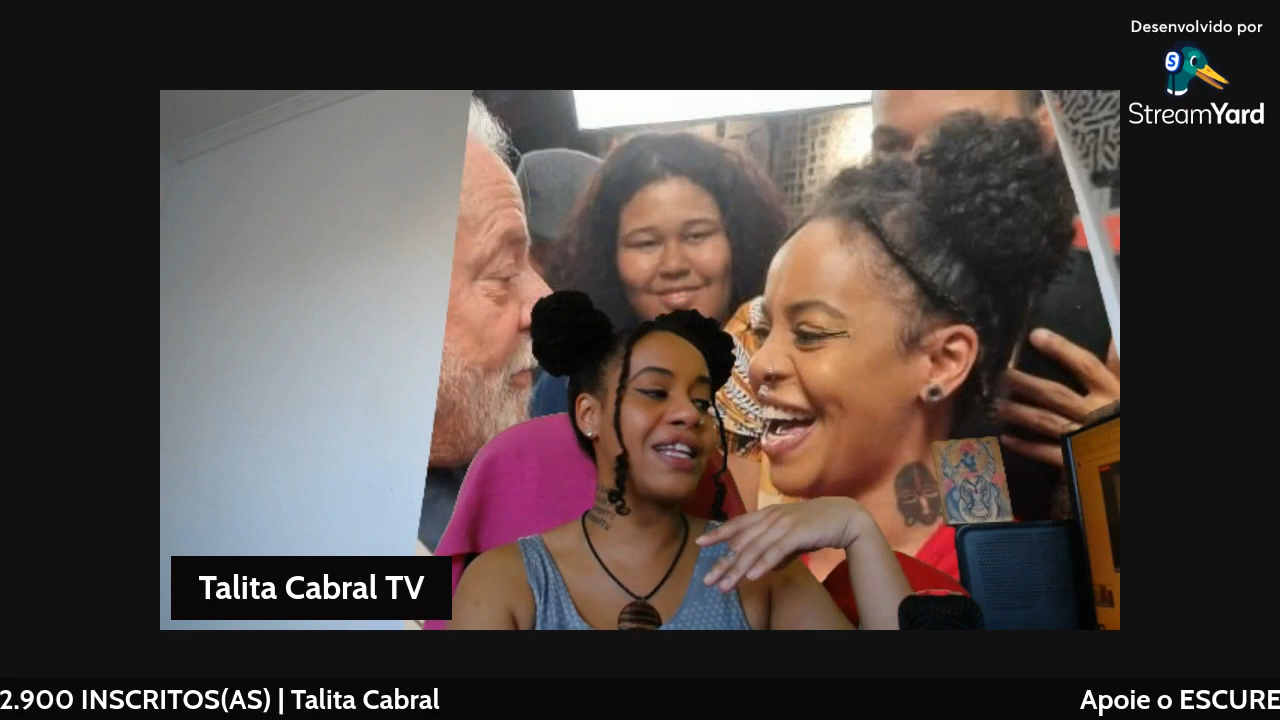 Desenvolvido por
StreamYard
Talita Cabral TV
2.900 INSCRITOS(AS) | Talita Cabral
Apoie o ESCURE